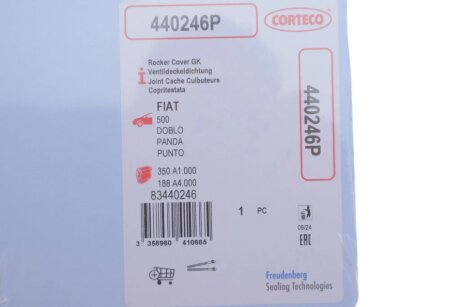 440246P
CORTECO
Rocker Cover GK
Ventildeckeldichtung
Joint Cache Culbuteurs
Copritestata
440246P
FIAT
500
DOBLO
PANDA
PUNTO
350 A1.000
188 A4.000
83440246
1 PC
3 358960 410665
09/24
EAC
Freudenberg
Sealing Technologies